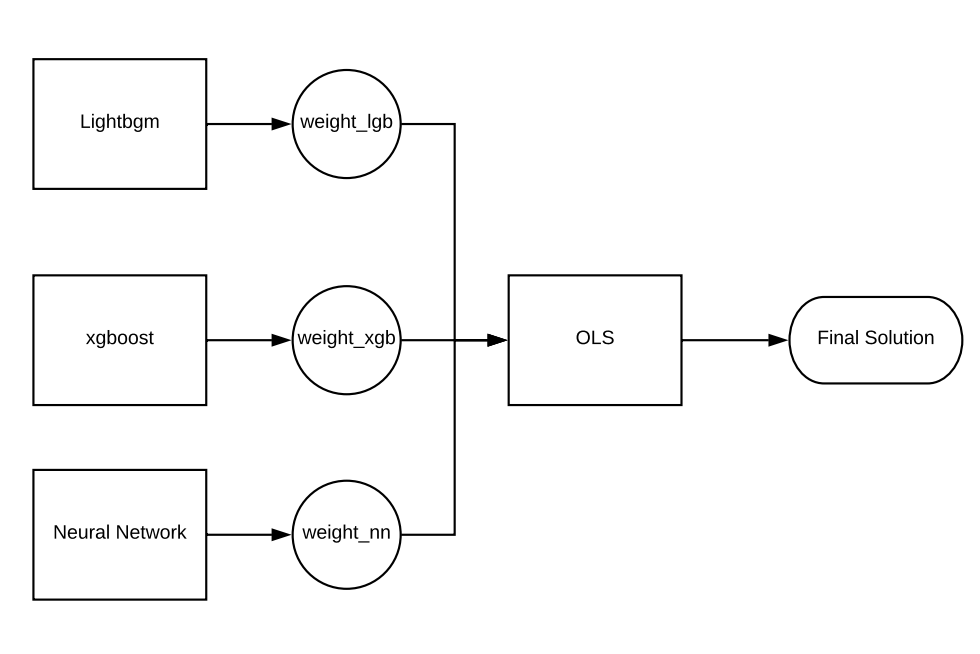 Lightbgm
weight_lgb
xgboost
weight_xgb
OLS
Final Solution
Neural Network
weight_nn